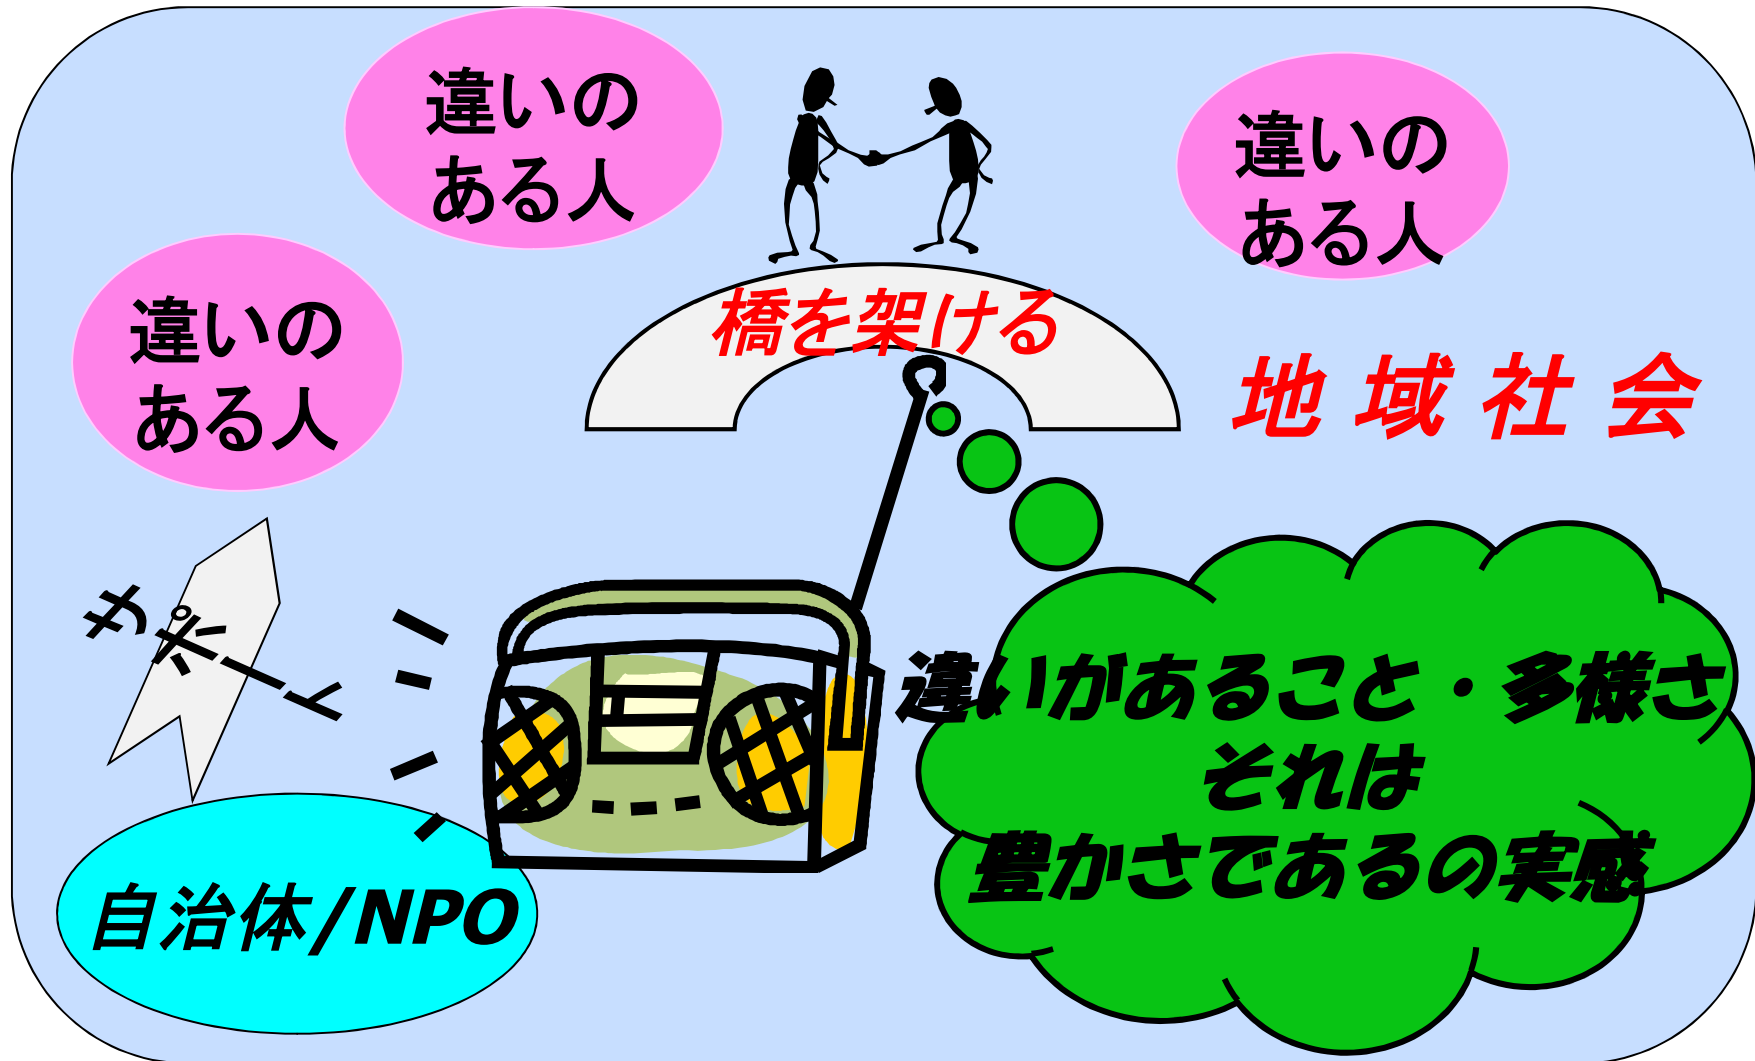 違いの
ある人
違いの
ある人
違いの
ある人
橋を架ける
地域社会
サポート
違いがあること・多様さ
それは
豊かさであるの実感
自治体/NPO